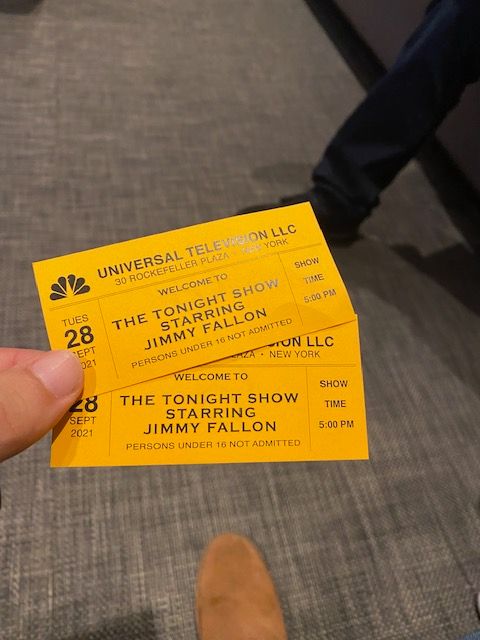 UNIVERSAL TELEVISION LLC
30 ROCKEFELLER PLAZA • NEW YORK
WELCOME TO
TUES
28
SEPT
2021
THE TONIGHT SHOW
STARRING
JIMMY FALLON
PERSONS UNDER 16 NOT ADMITTED
SHOW
TIME
5:00 PM
LLC
PLAZA • NEW YORK
WELCOME TO
28
SEPT
2021
THE TONIGHT SHOW
STARRING
JIMMY FALLON
PERSONS UNDER 16 NOT ADMITTED
SHOW
TIME
5:00 PM